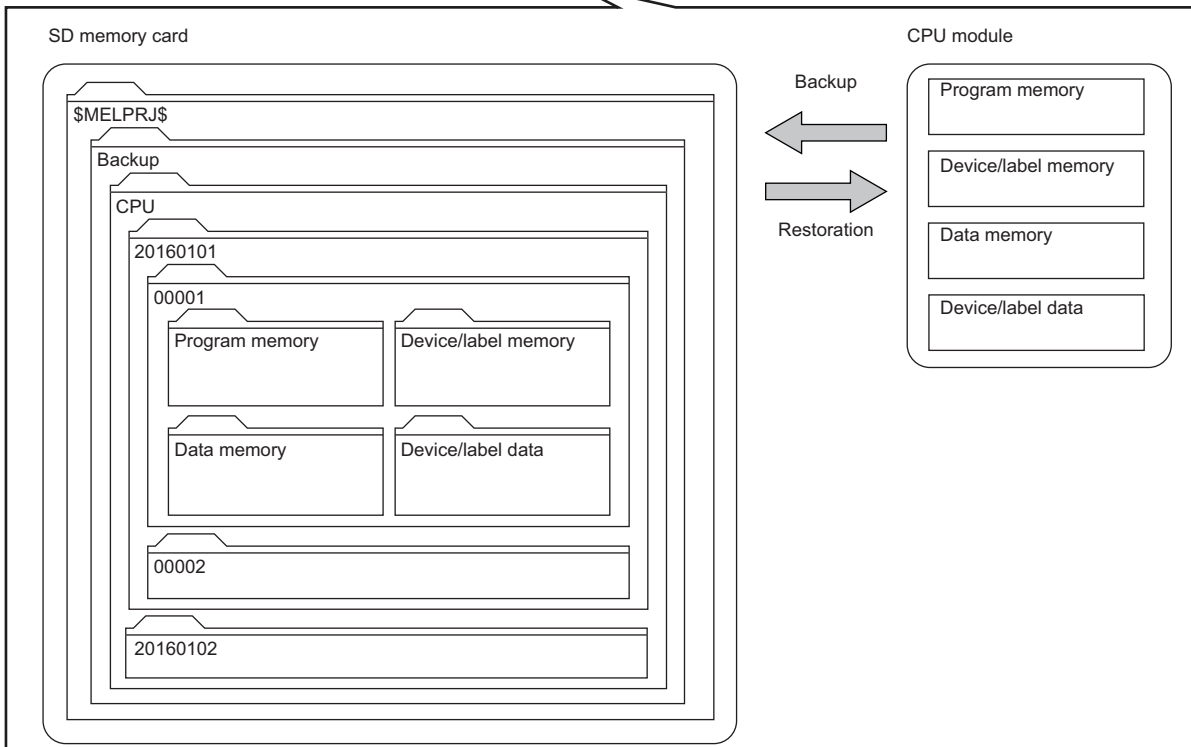 SD memory card
$MELPRJ$
Backup
CPU
20160101
00001
Program memory
Device/label memory
Data memory
Device/label data
00002
20160102
Backup
Restoration
CPU module
Program memory
Device/label memory
Data memory
Device/label data